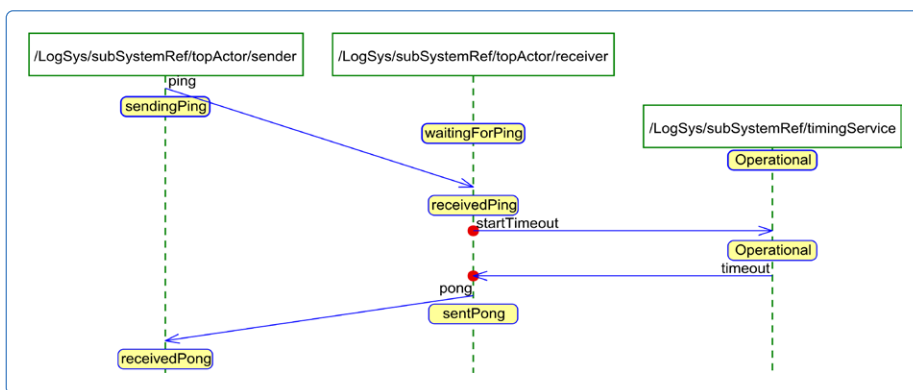 /LogSys/subSystemRef/topActor/sender
/LogSys/subSystemRef/topActor/receiver
ping
sendingPing
/LogSys/subSystemRef/timingService
waitingForPing
Operational
receivedPing
startTimeout
Operational
timeout
pong
sentPong
receivedPong